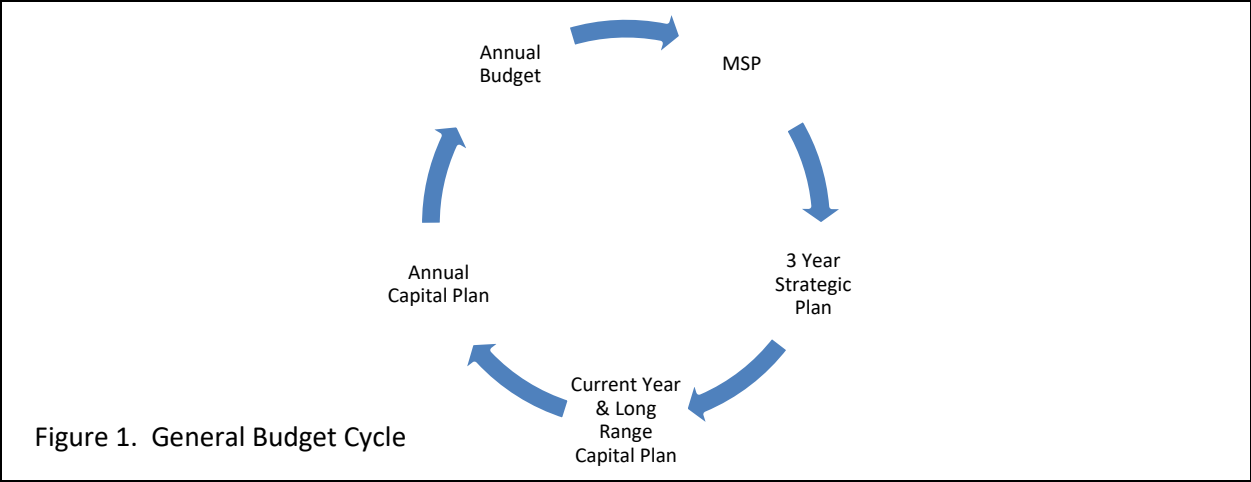 Annual
Budget
MSP
3 Year
Strategic
Plan
Current Year
& Long
Range
Capital Plan
Annual
Capital Plan
Figure 1.  General Budget Cycle